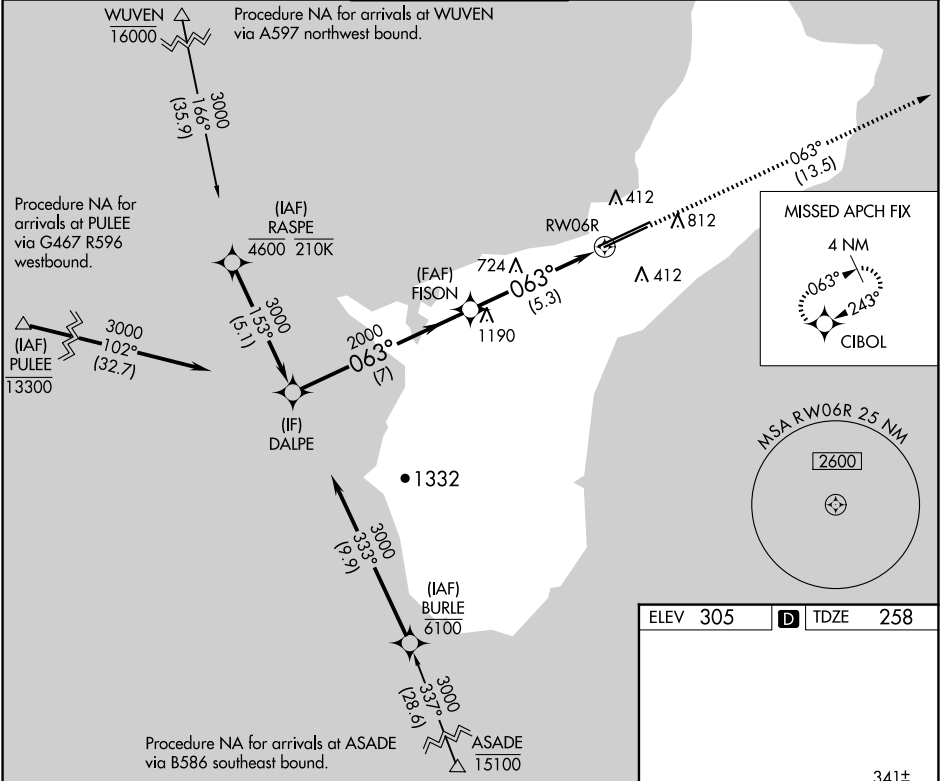 WUVEN
16000
Procedure NA for arrivals at WUVEN
via A597 northwest bound.
3000
166°
(35.9)
Procedure NA for
arrivals at PULEE
via G467 R596
westbound.
(IAF)
RASPE
4600 210K
3000
153°
(5.1)
(IAF)
PULEE
13300
3000
102°
(32.7)
(IF)
DALPE
2000
063°
(7)
(FAF)
FISON
724
1190
063°
(5.3)
RW06R
412
812
412
063°
(13.5)
MISSED APCH FIX
4 NM
063°
243°
CIBOL
1332
MSA RW06R 25 NM
2600
3000
333°
(9.9)
(IAF)
BURLE
6100
3000
337°
(28.6)
Procedure NA for arrivals at ASADE
via B586 southeast bound.
ASADE
15100
ELEV 305 D TDZE 258
341±